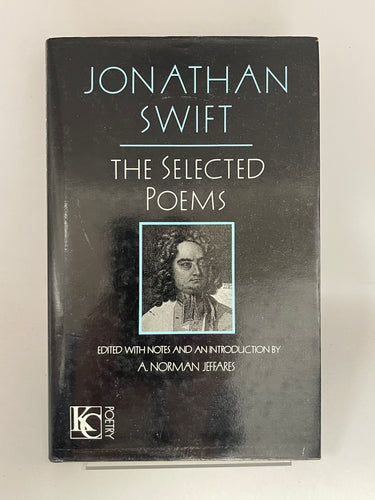 JONATHAN
SWIFT
THE SELECTED
POEMS
EDITED WITH NOTES AND AN INTRODUCTION BY
A. NORMAN JEFFARES
KC
POETRY